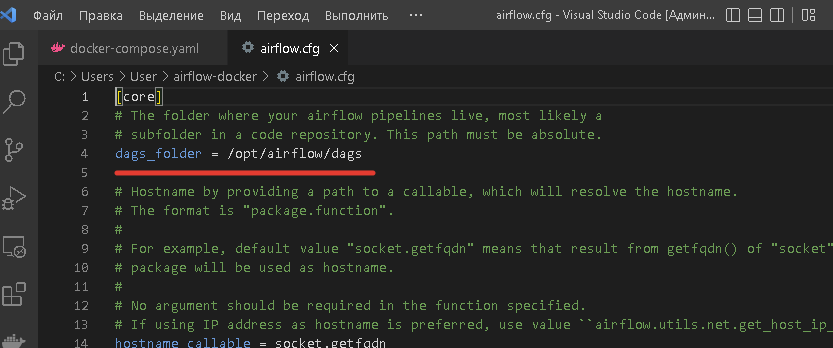 Файл Правка Выделение Вид Переход Выполнить ··· airflow.cfg - Visual Studio Code [Админ...
docker-compose.yaml airflow.cfg
C: > Users > User > airflow-docker > airflow.cfg
1 [core]
2 # The folder where your airflow pipelines live, most likely a
3 # subfolder in a code repository. This path must be absolute.
4 dags_folder = /opt/airflow/dags
5
6 # Hostname by providing a path to a callable, which will resolve the hostname.
7 # The format is "package.function".
8 #
9 # For example, default value "socket.getfqdn" means that result from getfqdn() of "socket"
10 # package will be used as hostname.
11 #
12 # No argument should be required in the function specified.
13 # If using IP address as hostname is preferred, use value ``airflow.utils.net.get_host_ip_
14 hostname_callable = socket.getfqdn